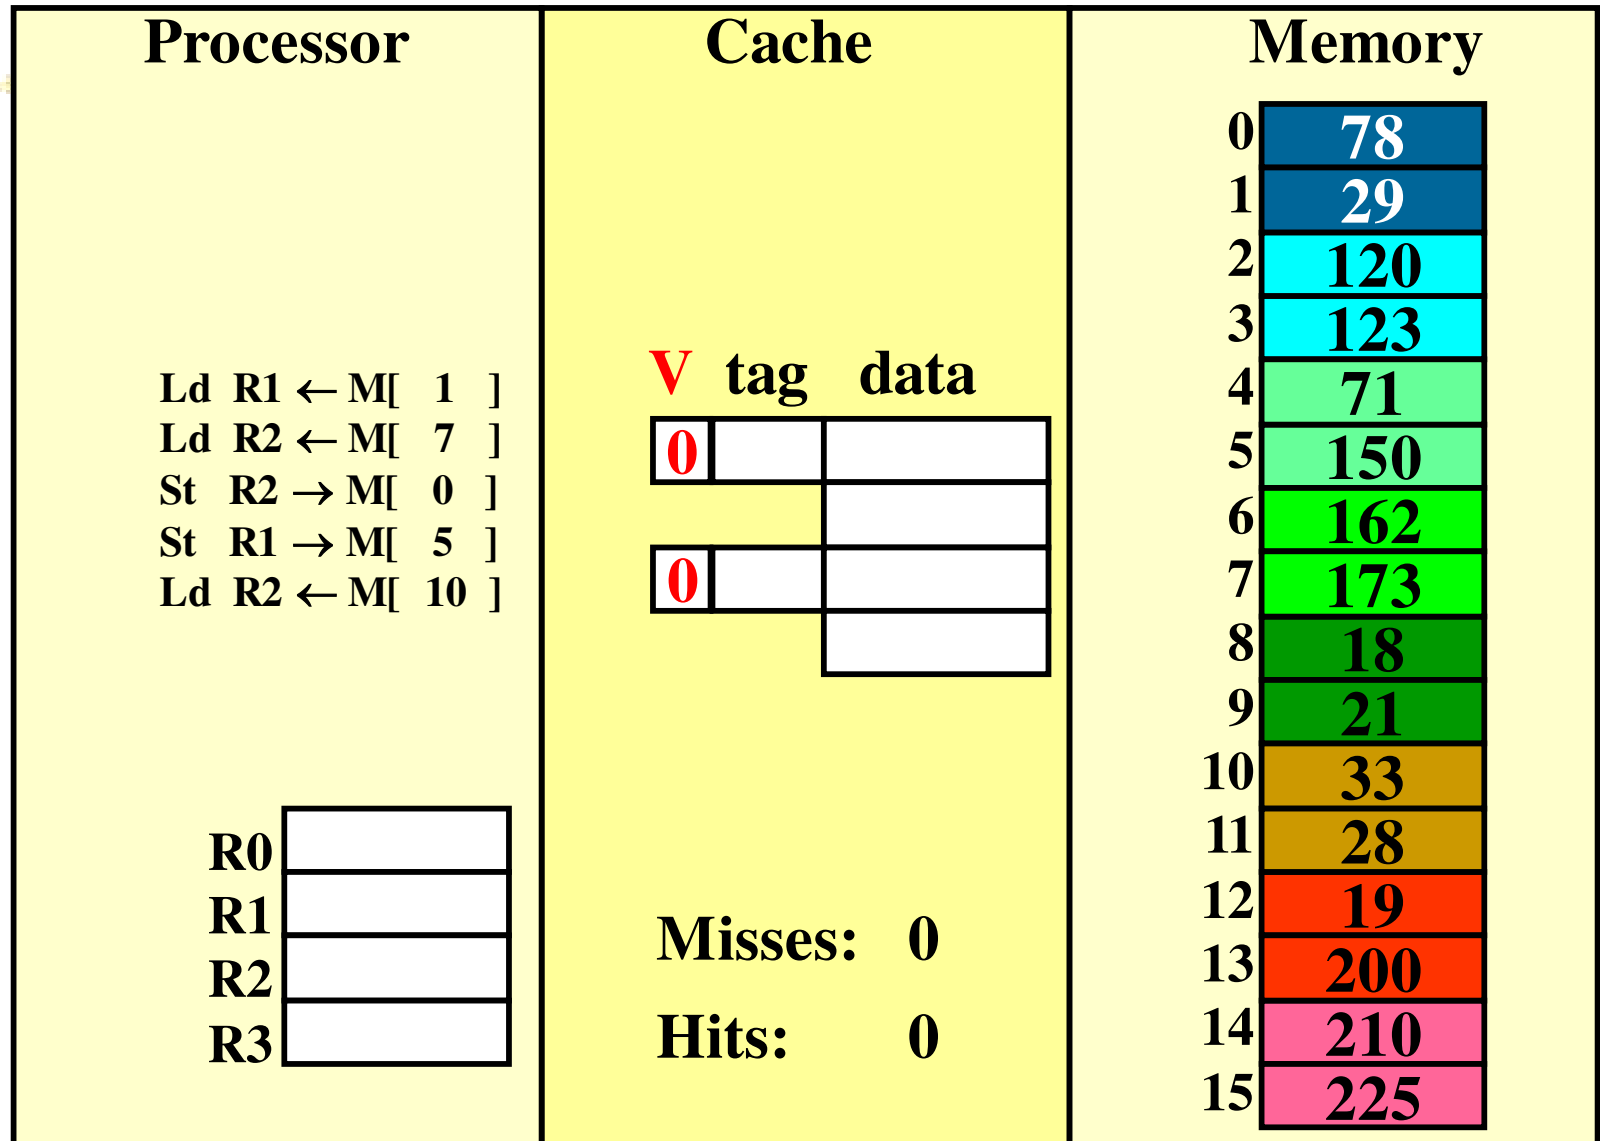 Processor
Ld R1 ← M[ 1 ]
Ld R2 ← M[ 7 ]
St R2 → M[ 0 ]
St R1 → M[ 5 ]
Ld R2 ← M[ 10 ]
R0
R1
R2
R3
Cache
V tag data
0
0
Misses: 0
Hits: 0
Memory
0 78
1 29
2 120
3 123
4 71
5 150
6 162
7 173
8 18
9 21
10 33
11 28
12 19
13 200
14 210
15 225